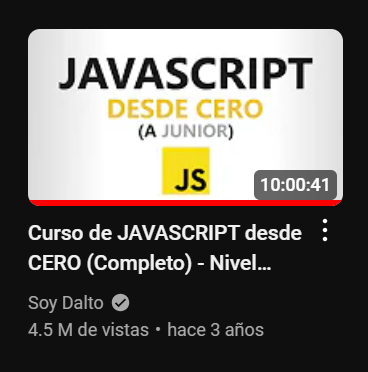 JAVASCRIPT
DESDE CERO
(A JUNIOR)
JS
10:00:41
Curso de JAVASCRIPT desde
CERO (Completo) - Nivel...
Soy Dalto
4.5 M de vistas • hace 3 años